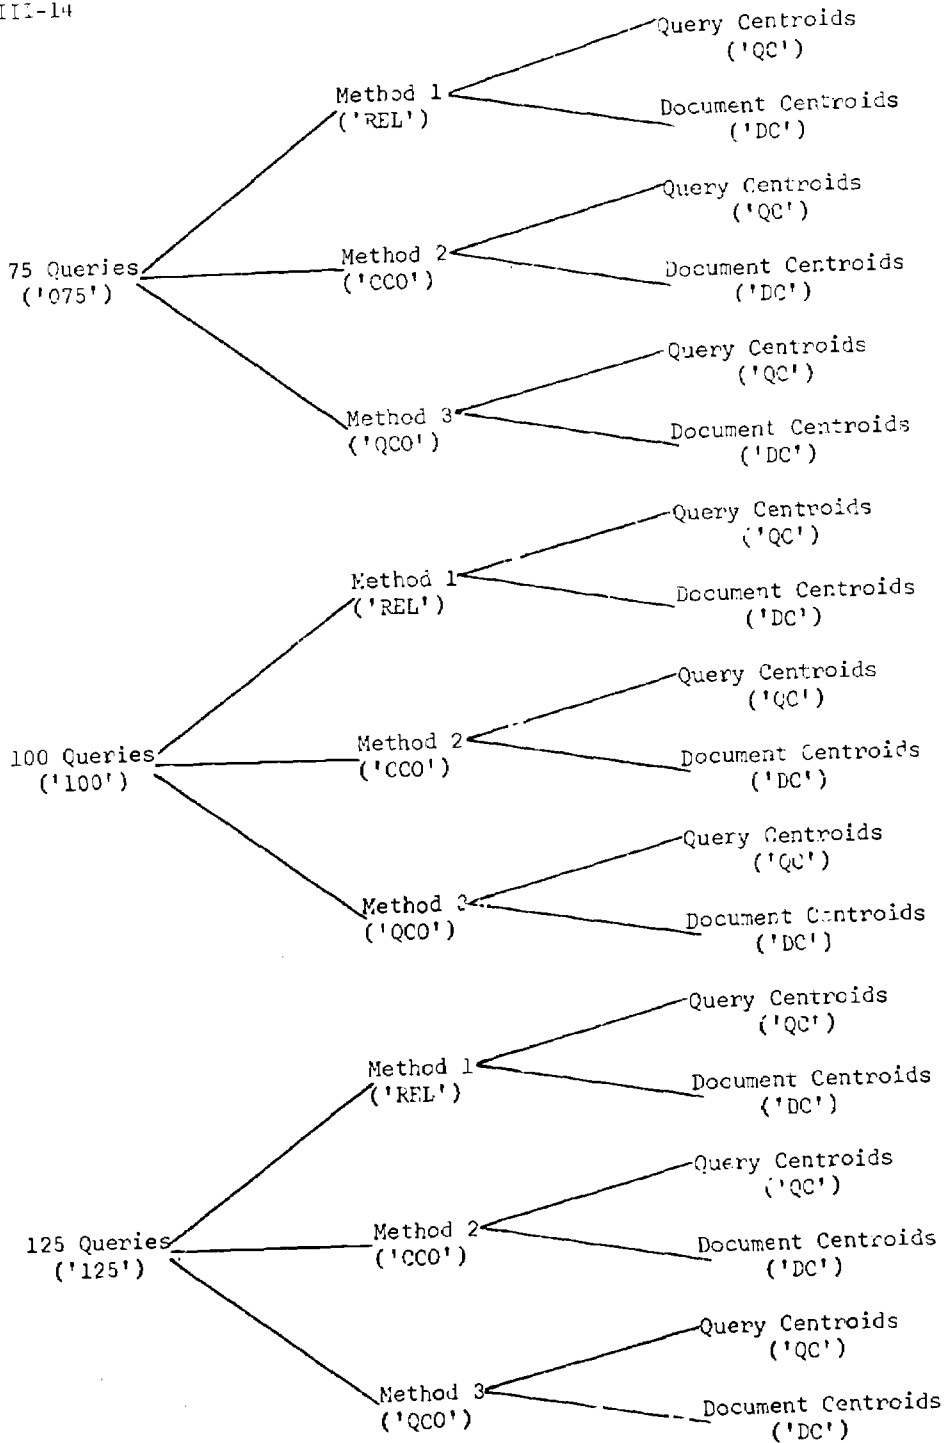 III-14
Query Centroids
('QC')
Method 1
('REL')
Document Centroids
('DC')
Query Centroids
('QC')
75 Queries
('075')
Method 2
('CCO')
Document Centroids
('DC')
Query Centroids
('QC')
Method 3
('QCO')
Document Centroids
('DC')
Query Centroids
('QC')
Method 1
('REL')
Document Centroids
('DC')
Query Centroids
('QC')
100 Queries
('100')
Method 2
('CCO')
Document Centroids
('DC')
Query Centroids
('QC')
Method 3
('QCO')
Document Centroids
('DC')
Query Centroids
('QC')
Method 1
('REL')
Document Centroids
('DC')
Query Centroids
('QC')
125 Queries
('125')
Method 2
('CCO')
Document Centroids
('DC')
Query Centroids
('QC')
Method 3
('QCO')
Document Centroids
('DC')